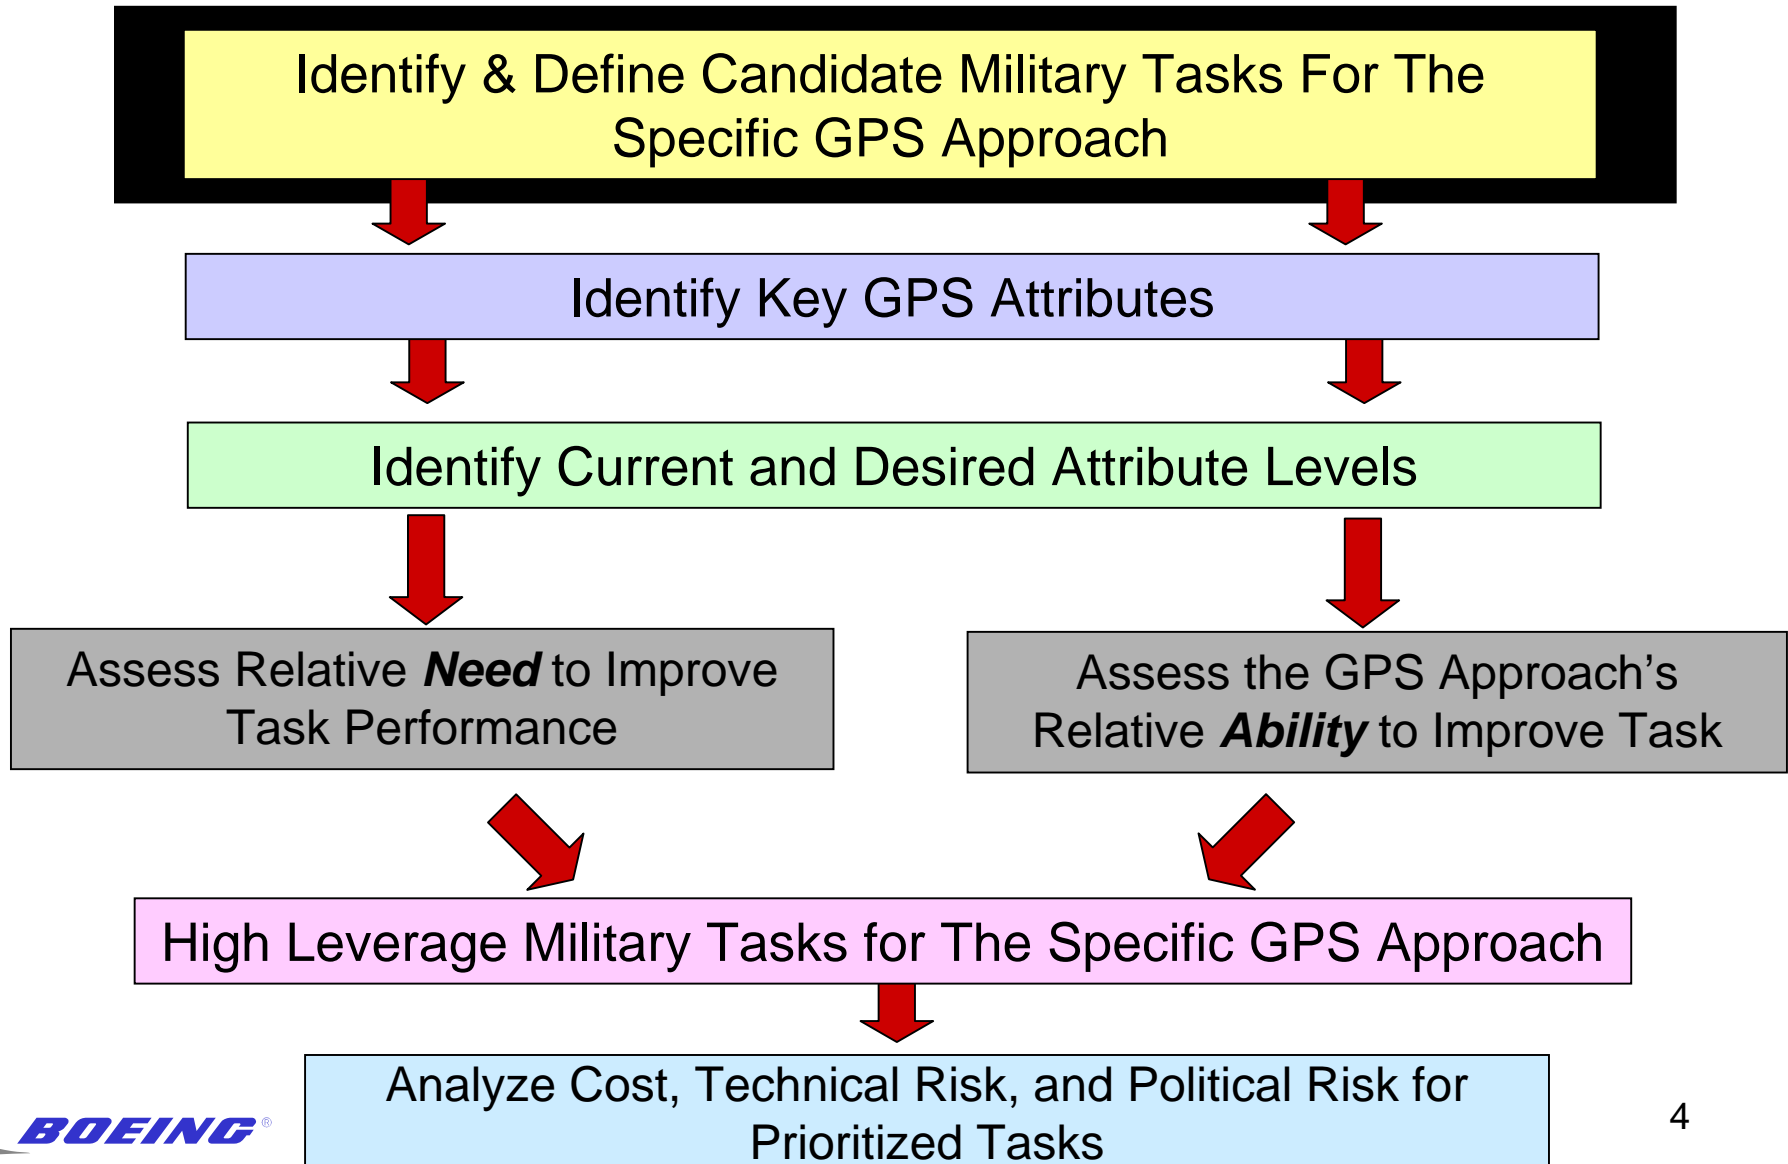 Identify & Define Candidate Military Tasks For The
Specific GPS Approach
Identify Key GPS Attributes
Identify Current and Desired Attribute Levels
Assess Relative Need to Improve
Task Performance
Assess the GPS Approach’s
Relative Ability to Improve Task
High Leverage Military Tasks for The Specific GPS Approach
Analyze Cost, Technical Risk, and Political Risk for
Prioritized Tasks
BOEING®
4